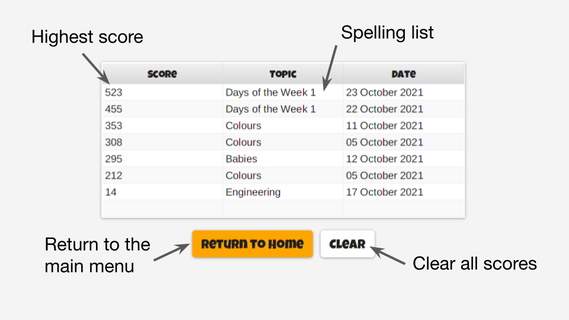 Highest score
Spelling list
SCORE TOPIC DATE
523 Days of the Week 1 23 October 2021
455 Days of the Week 1 22 October 2021
353 Colours 11 October 2021
308 Colours 05 October 2021
295 Babies 12 October 2021
212 Colours 05 October 2021
14 Engineering 17 October 2021
Return to the
main menu
RETURN TO HOME
CLEAR
Clear all scores